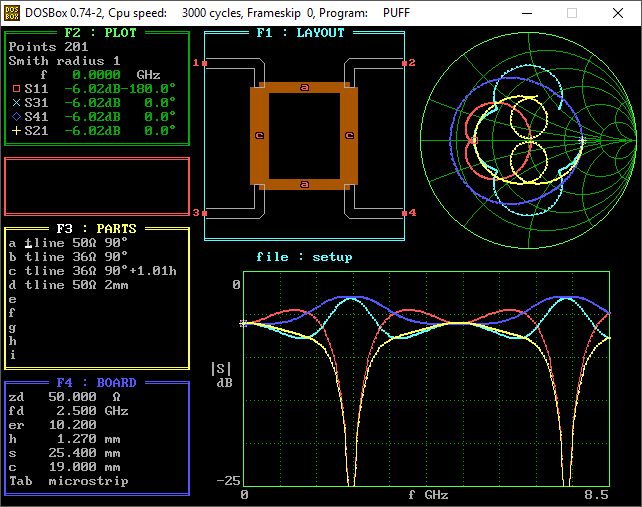 DOSBox 0.74-2, Cpu speed: 3000 cycles, Frameskip 0, Program: PUFF
F2 : PLOT
Points 201
Smith radius 1
f 0.0000 GHz
S11 -6.02dB-180.0°
S31 -6.02dB 0.0°
S41 -6.02dB 0.0°
S21 -6.02dB 0.0°
F1 : LAYOUT
1
2
a
c
c
a
3
4
F3 : PARTS
a tline 50Ω 90°
b tline 36Ω 90°
c tline 36Ω 90°+1.01h
d tline 50Ω 2mm
e
f
g
h
i
F4 : BOARD
zd 50.000 Ω
fd 2.500 GHz
er 10.200
h 1.270 mm
s 25.400 mm
c 19.000 mm
Tab microstrip
file : setup
0
|S|
dB
-25
0 f GHz 8.5